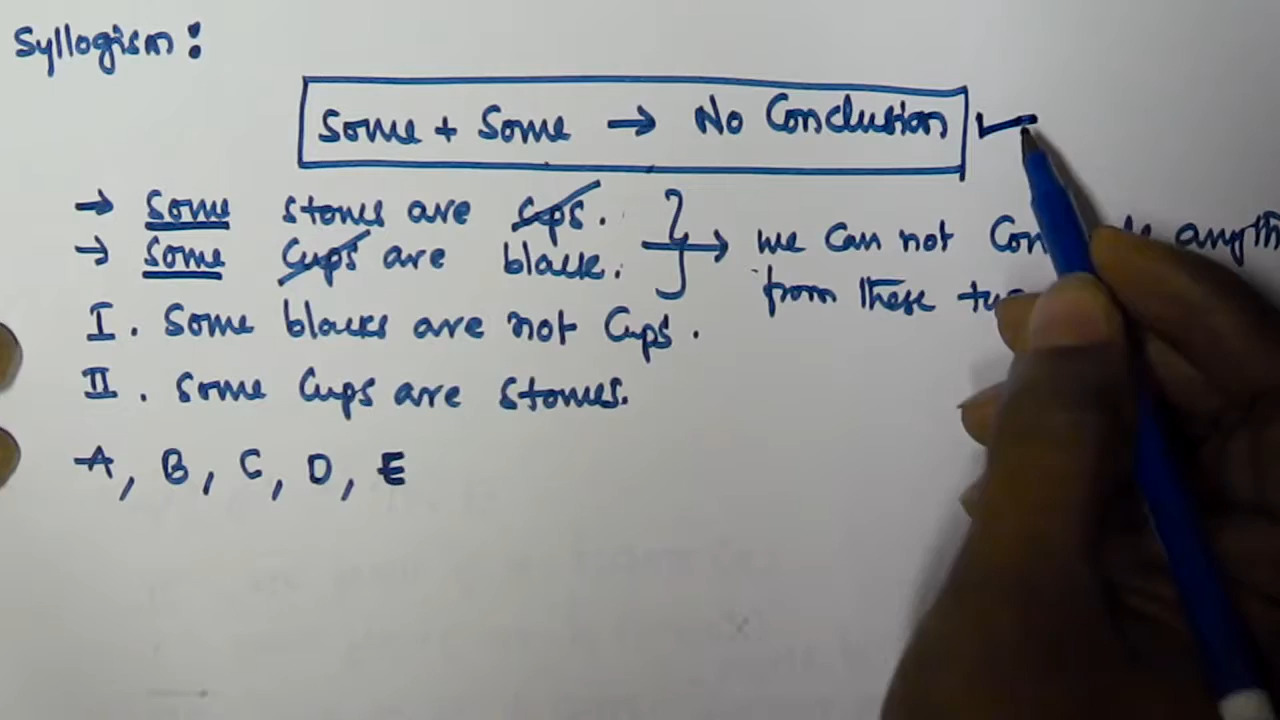 Syllogism:
Some + Some → No Conclusion ✓
→ Some stones are cups.
→ Some Cups are black.
we can not anyth
from these
I. Some blacks are not Cups.
II. Some Cups are stones.
A, B, C, D, E